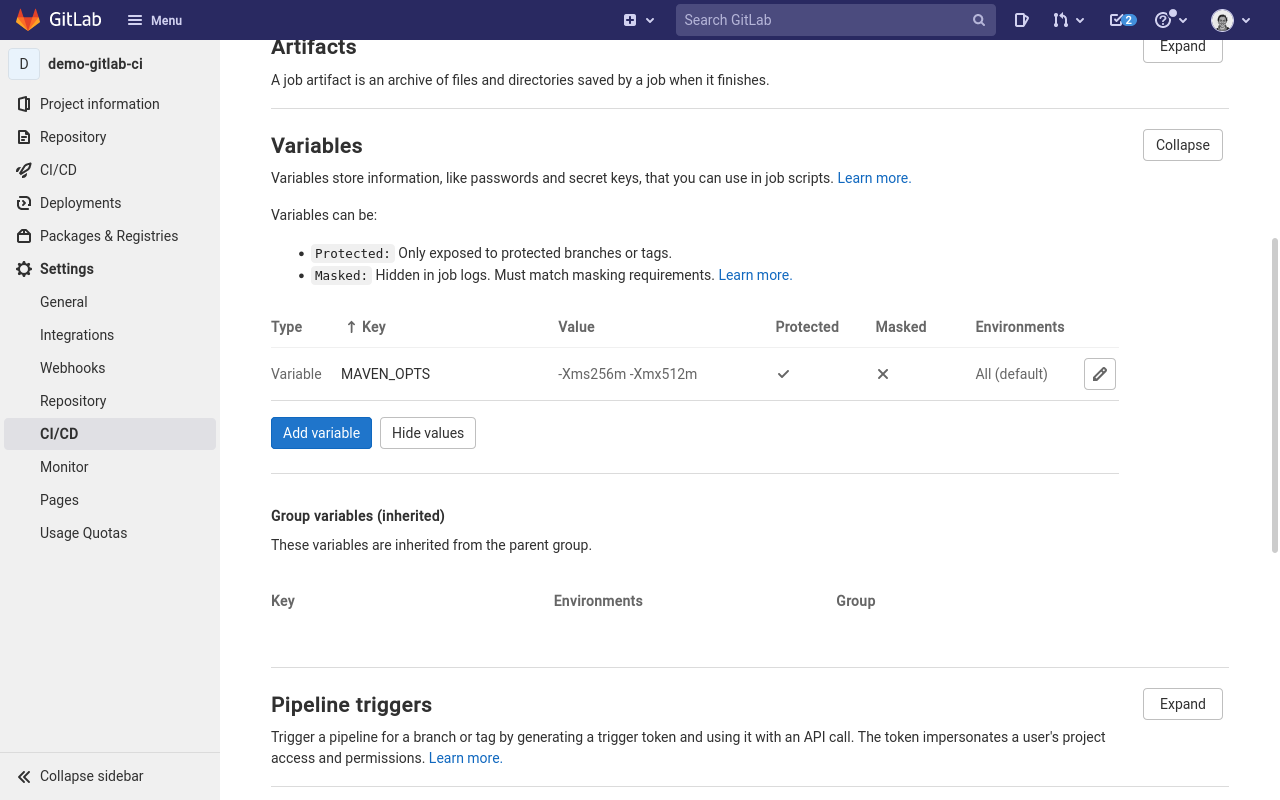 GitLab
Menu
Search GitLab
2
D
demo-gitlab-ci
Project information
Repository
CI/CD
Deployments
Packages & Registries
Settings
General
Integrations
Webhooks
Repository
CI/CD
Monitor
Pages
Usage Quotas
Collapse sidebar
Artifacts
Expand
A job artifact is an archive of files and directories saved by a job when it finishes.
Variables
Collapse
Variables store information, like passwords and secret keys, that you can use in job scripts. Learn more.
Variables can be:
• Protected: Only exposed to protected branches or tags.
• Masked: Hidden in job logs. Must match masking requirements. Learn more.
Type ↑ Key Value Protected Masked Environments
Variable MAVEN_OPTS -Xms256m -Xmx512m All (default)
Add variable Hide values
Group variables (inherited)
These variables are inherited from the parent group.
Key Environments Group
Pipeline triggers
Expand
Trigger a pipeline for a branch or tag by generating a trigger token and using it with an API call. The token impersonates a user's project
access and permissions. Learn more.